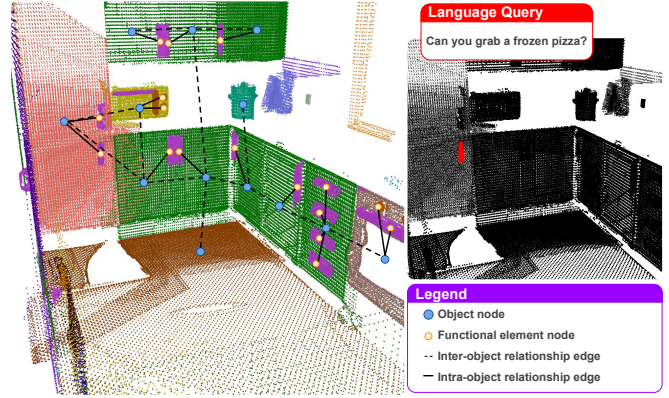 Language Query
Can you grab a frozen pizza?
Legend
Object node
Functional element node
Inter-object relationship edge
Intra-object relationship edge